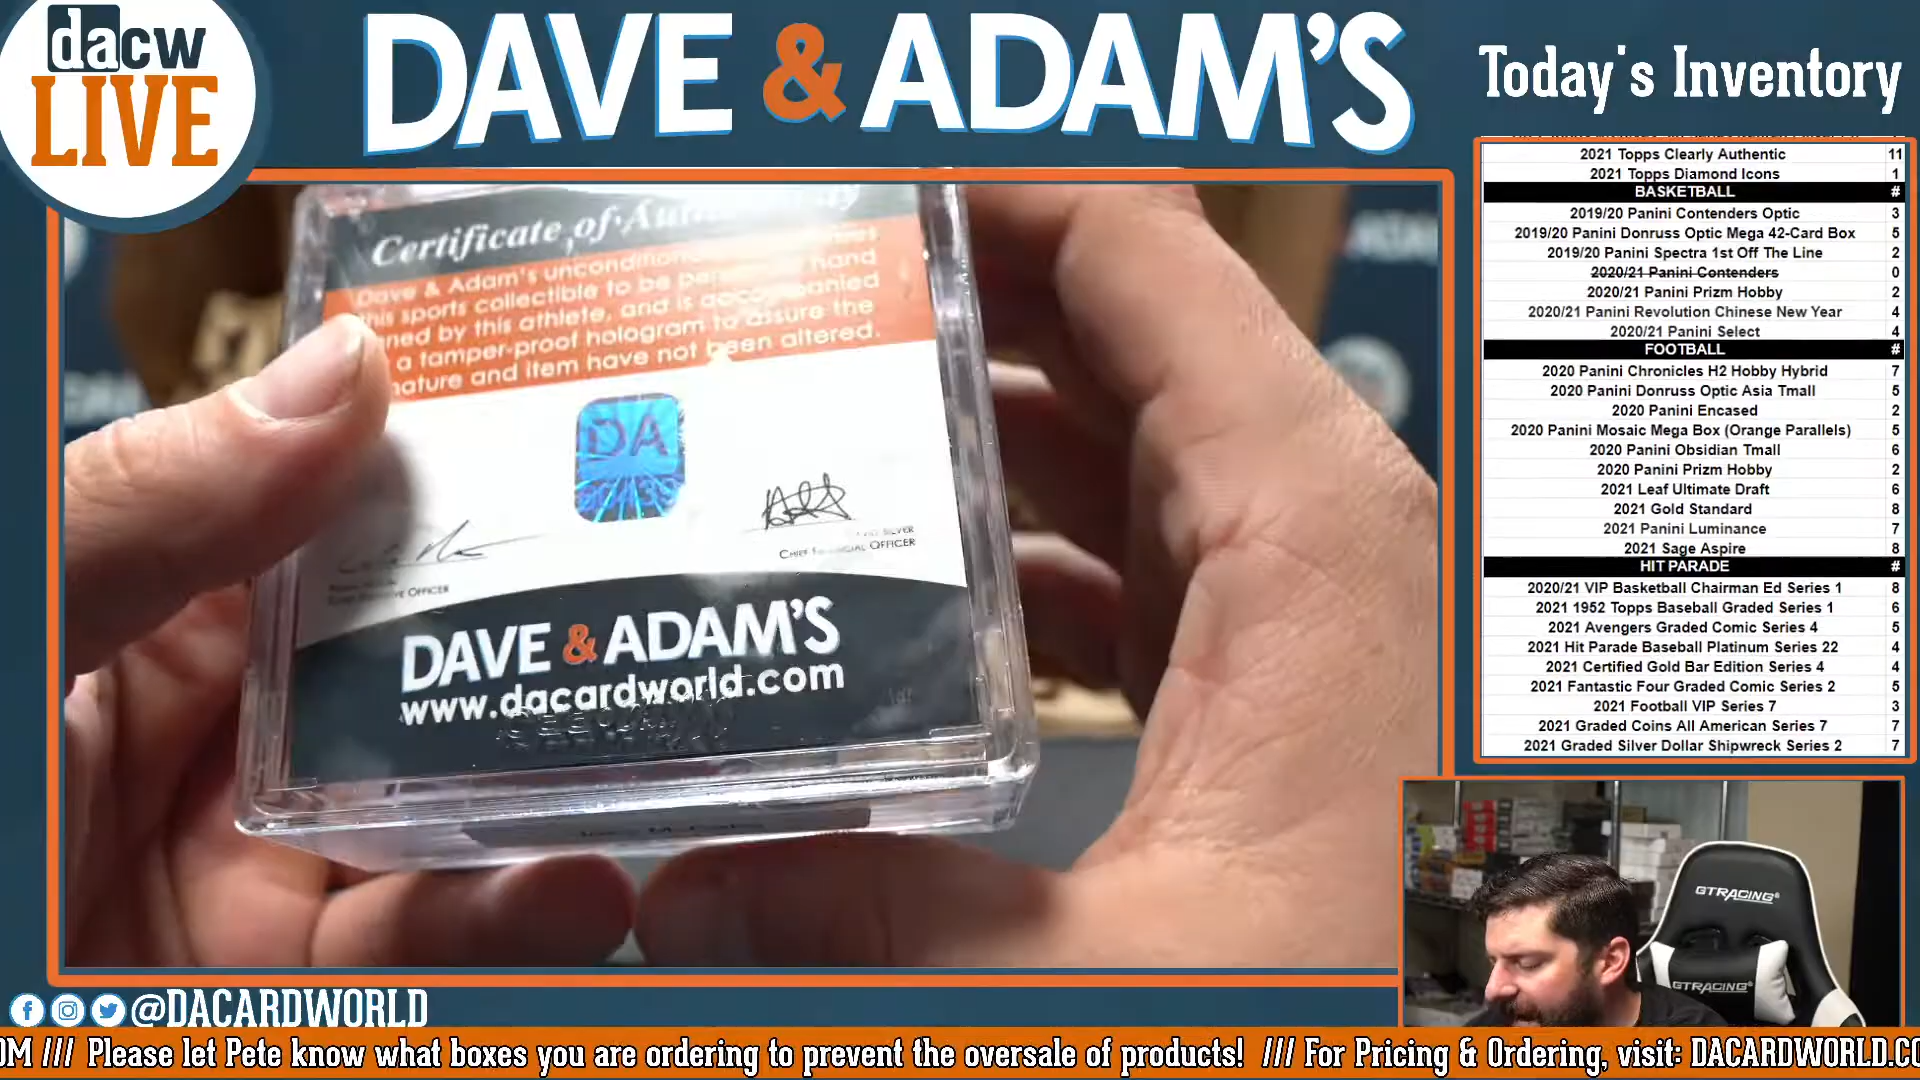 dacw
LIVE
DAVE & ADAM'S
Today's Inventory
2021 Topps Clearly Authentic 11
2021 Topps Diamond Icons 1
BASKETBALL #
2019/20 Panini Contenders Optic 3
2019/20 Panini Donruss Optic Mega 42-Card Box 5
2019/20 Panini Spectra 1st Off The Line 2
2020/21 Panini Contenders 0
2020/21 Panini Prizm Hobby 2
2020/21 Panini Revolution Chinese New Year 4
2020/21 Panini Select 4
FOOTBALL #
2020 Panini Chronicles H2 Hobby Hybrid 7
2020 Panini Donruss Optic Asia Tmall 5
2020 Panini Encased 2
2020 Panini Mosaic Mega Box (Orange Parallels) 5
2020 Panini Obsidian Tmall 6
2020 Panini Prizm Hobby 2
2021 Leaf Ultimate Draft 6
2021 Gold Standard 8
2021 Panini Luminance 7
2021 Sage Aspire 8
HIT PARADE #
2020/21 VIP Basketball Chairman Ed Series 1 8
2021 1952 Topps Baseball Graded Series 1 6
2021 Avengers Graded Comic Series 4 5
2021 Hit Parade Baseball Platinum Series 22 4
2021 Certified Gold Bar Edition Series 4 4
2021 Fantastic Four Graded Comic Series 2 5
2021 Football VIP Series 7 3
2021 Graded Coins All American Series 7 7
2021 Graded Silver Dollar Shipwreck Series 2 7
Certificate of
Dave & Adam's
this sports collectible to be hand
ned by this athlete, and is accompanied
a tamper-proof hologram to assure the
nature and item have not been altered.
DA
SILVER
OFFICER
OFFICER
DAVE & ADAM'S
www.dacardworld.com
GTRACING
GTRACING
@DACARDWORLD
OM /// Please let Pete know what boxes you are ordering to prevent the oversale of products! /// For Pricing & Ordering, visit: DACARDWORLD.CO